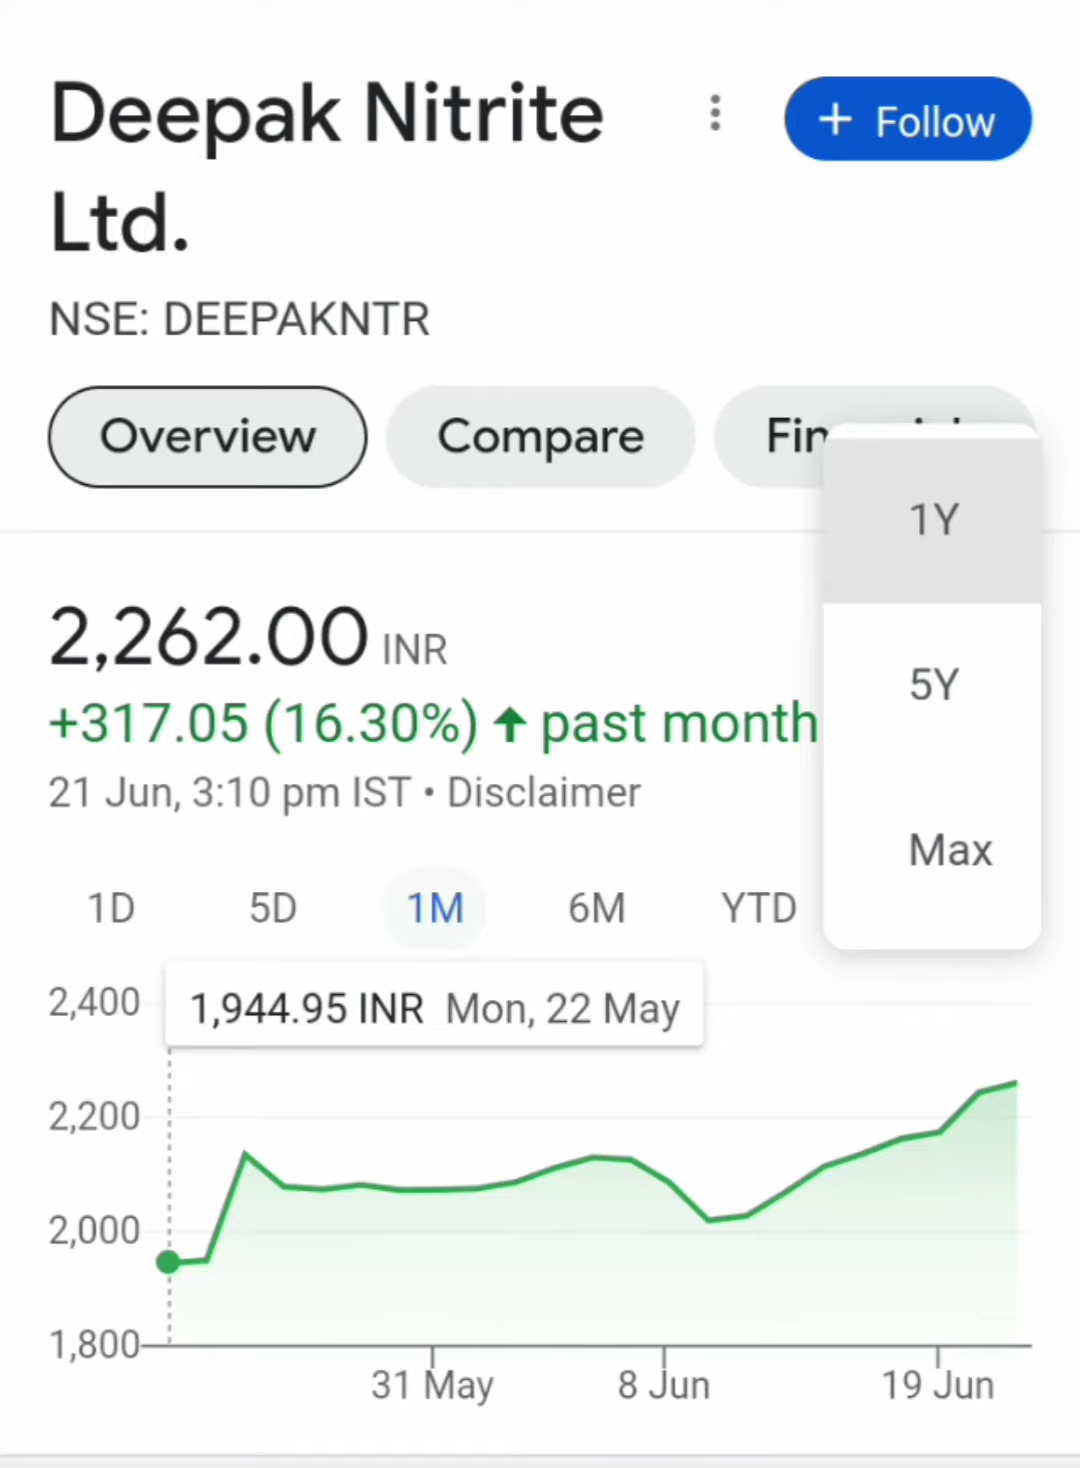 Deepak Nitrite
Ltd.
+ Follow
NSE: DEEPAKNTR
Overview
Compare
1Y
5Y
Max
2,262.00 INR
+317.05 (16.30%) ↑ past month
21 Jun, 3:10 pm IST • Disclaimer
1D 5D 1M 6M YTD
1,944.95 INR Mon, 22 May
2,400
2,200
2,000
1,800
31 May 8 Jun 19 Jun